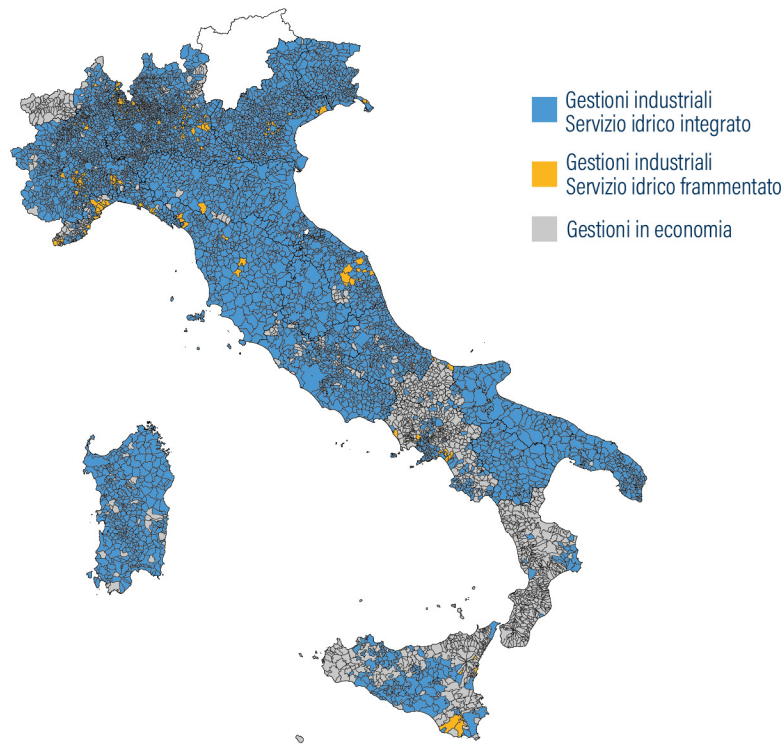 Gestioni industriali
Servizio idrico integrato
Gestioni industriali
Servizio idrico frammentato
Gestioni in economia